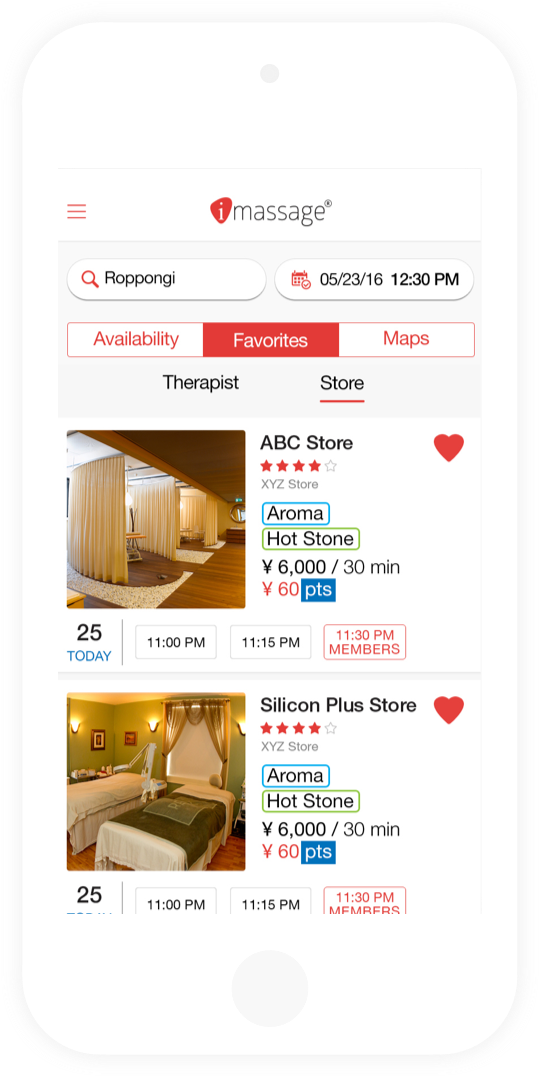 imassage®
Roppongi
05/23/16 12:30 PM
Availability
Favorites
Maps
Therapist
Store
ABC Store
XYZ Store
Aroma
Hot Stone
¥ 6,000 / 30 min
¥ 60 pts
25
TODAY
11:00 PM
11:15 PM
11:30 PM
MEMBERS
Silicon Plus Store
XYZ Store
Aroma
Hot Stone
¥ 6,000 / 30 min
¥ 60 pts
25
TODAY
11:00 PM
11:15 PM
11:30 PM
MEMBERS